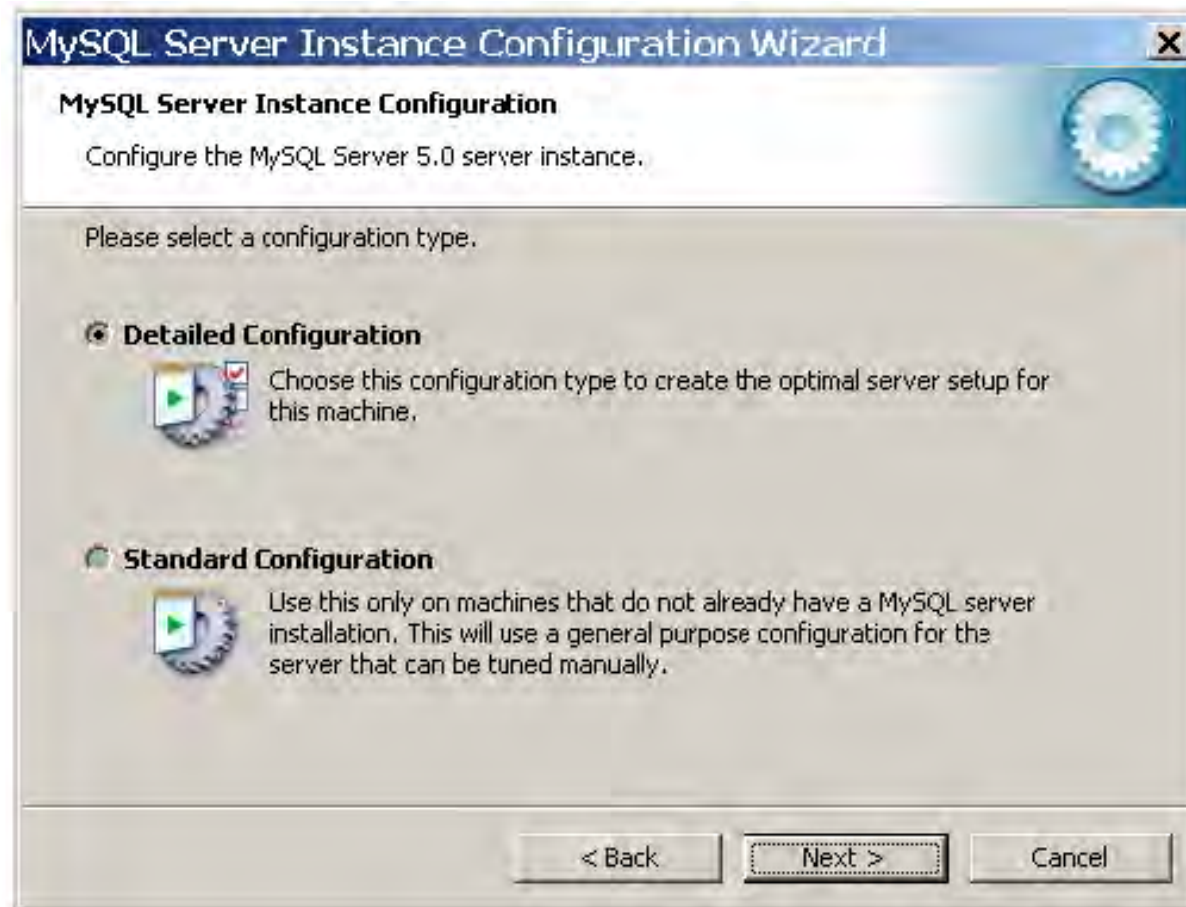 MySQL Server Instance Configuration Wizard
MySQL Server Instance Configuration
Configure the MySQL Server 5.0 server instance.
Please select a configuration type.
Detailed Configuration
Choose this configuration type to create the optimal server setup for
this machine.
Standard Configuration
Use this only on machines that do not already have a MySQL server
installation. This will use a general purpose configuration for the
server that can be tuned manually.
< Back
Next >
Cancel